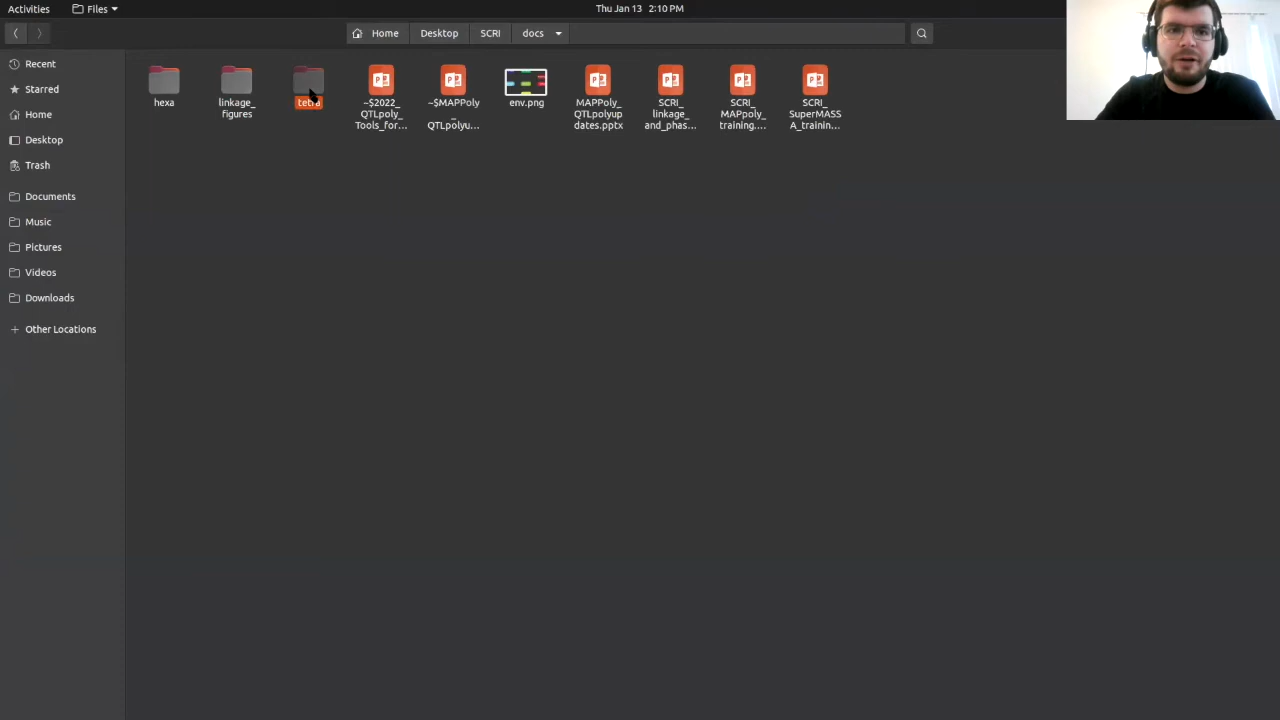 Activities
Files
Thu Jan 13 2:10 PM
Home
Desktop
SCRI
docs
Recent
Starred
Home
Desktop
Trash
Documents
Music
Pictures
Videos
Downloads
+ Other Locations
hexa
linkage_
figures
tetra
~$2022_
QTLpoly_
Tools_for...
~$MAPPoly
_
QTLpolyu...
env.png
MAPPoly_
QTLpolyup
dates.pptx
SCRI_
linkage_
and_phas...
SCRI_
MAPpoly_
training....
SCRI_
SuperMASS
A_trainin...